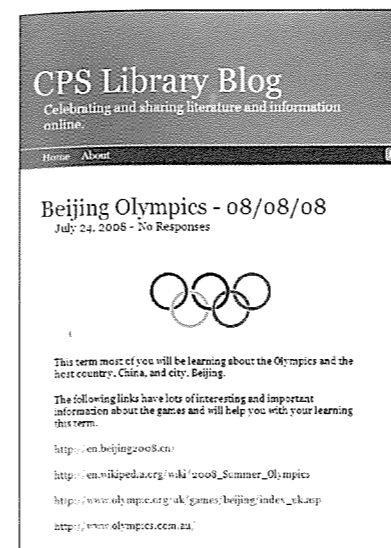 CPS Library Blog
Celebrating and sharing literature and information
online.
Home About
Beijing Olympics - 08/08/08
July 24, 2008 - No Responses
This term most of you will be learning about the Olympics and the
host country, China, and city, Beijing.
The following links have lots of interesting and important
information about the games and will help you with your learning
this term.
http://en.beijing2008.cn/
http://en.wikipedia.org/wiki/2008_Summer_Olympics
http://www.olympic.org/uk/games/beijing/index_uk.asp
http://www.olympics.com.au/